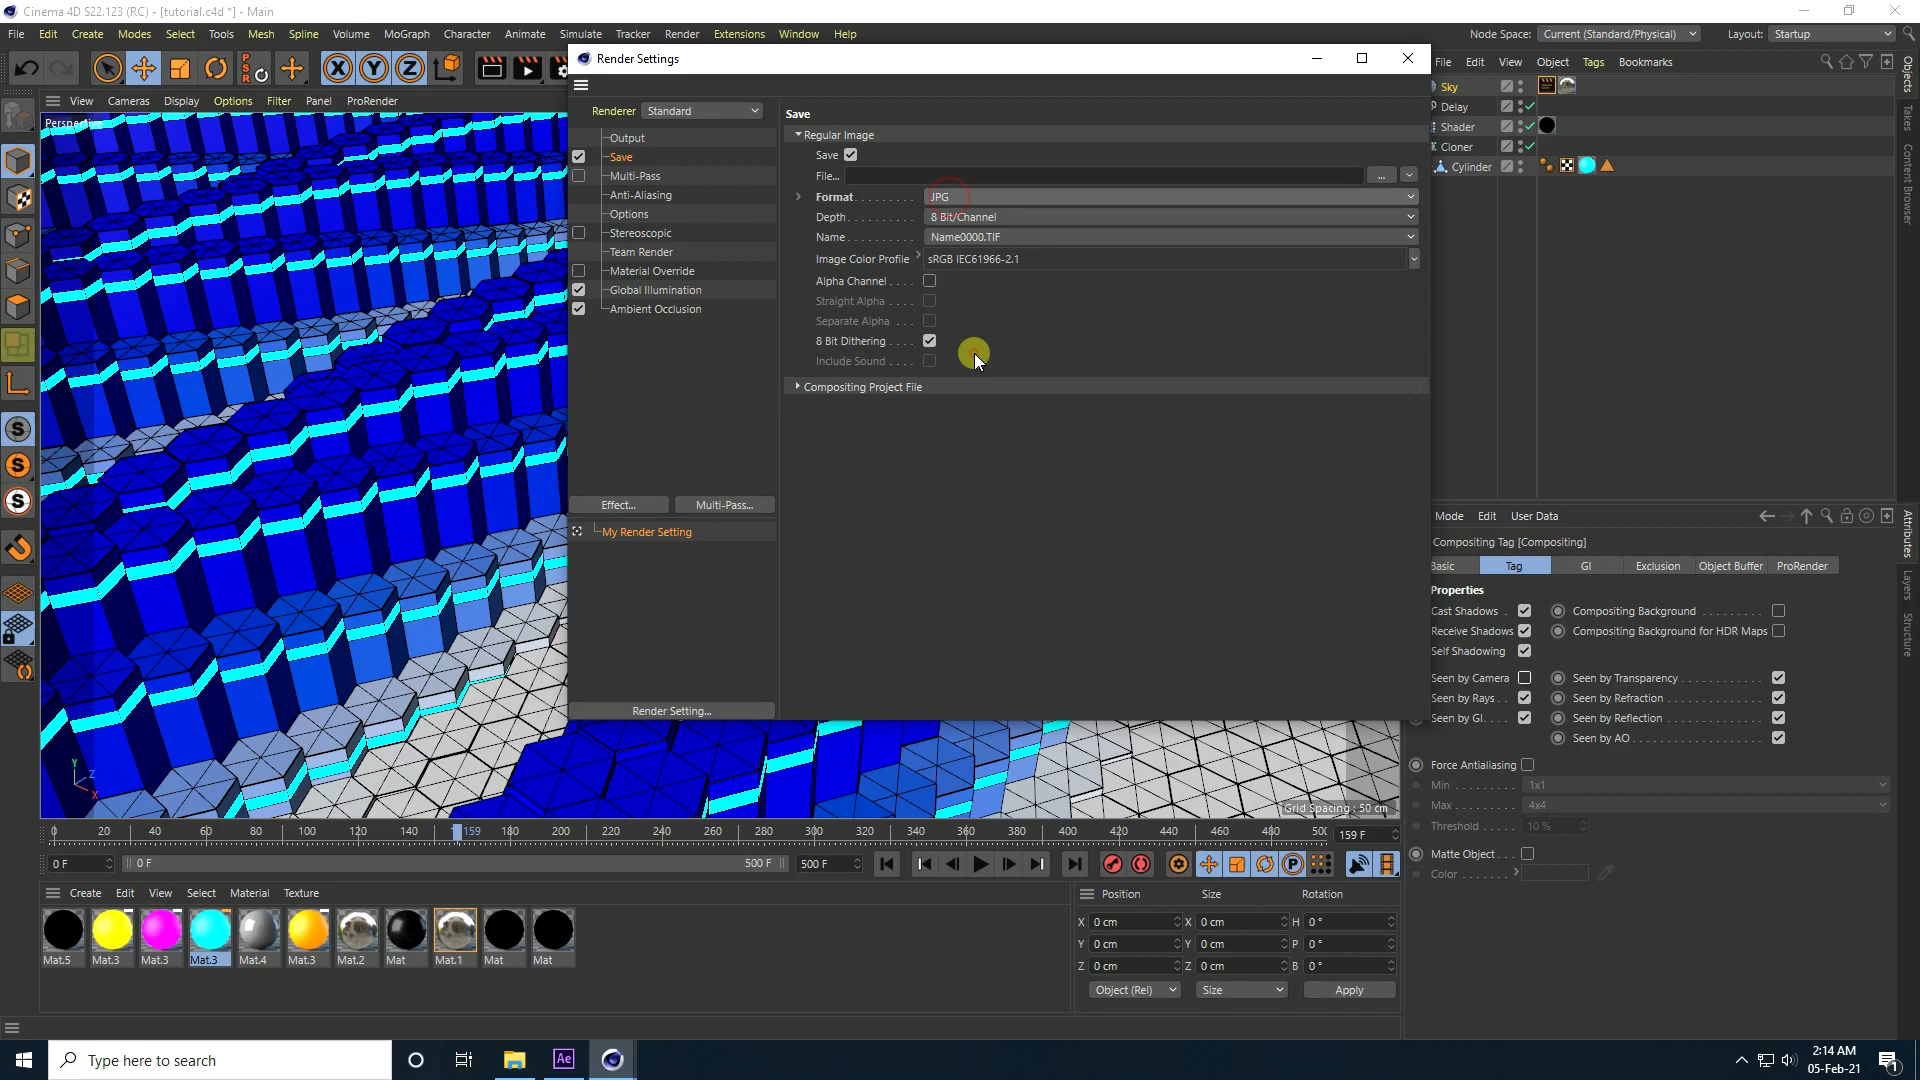 Cinema 4D S22.123 (RC) - [tutorial.c4d *] - Main
File Edit Create Modes Select Tools Mesh Spline Volume MoGraph Character Animate Simulate Tracker Render Extensions Window Help
Node Space: Current (Standard/Physical) Layout: Startup
Render Settings
File Edit View Object Tags Bookmarks
View Cameras Display Options Filter Panel ProRender
Perspective
Renderer Standard
Output
Save
Multi-Pass
Anti-Aliasing
Options
Stereoscopic
Team Render
Material Override
Global Illumination
Ambient Occlusion
Effect... Multi-Pass...
My Render Setting
Render Setting...
Save
Regular Image
Save
File...
Format JPG
Depth 8 Bit/Channel
Name Name0000.TIF
Image Color Profile sRGB IEC61966-2.1
Alpha Channel
Straight Alpha
Separate Alpha
8 Bit Dithering
Include Sound
Compositing Project File
Sky
Delay
Shader
Cloner
Cylinder
Objects
Takes
Content Browser
Attributes
Layers
Structure
Mode Edit User Data
Compositing Tag [Compositing]
Basic Tag GI Exclusion Object Buffer ProRender
Properties
Cast Shadows Compositing Background
Receive Shadows Compositing Background for HDR Maps
Self Shadowing
Seen by Camera Seen by Transparency
Seen by Rays Seen by Refraction
Seen by GI Seen by Reflection
Seen by AO
Force Antialiasing
Min 1x1
Max 4x4
Threshold 10 %
Matte Object
Color
Y
Z
X
Grid Spacing : 50 cm
0 20 40 60 80 100 120 140 159 180 200 220 240 260 280 300 320 340 360 380 400 420 440 460 480 500 159 F
0 F 0 F 500 F 500 F
Create Edit View Select Material Texture
Mat.5 Mat.3 Mat.3 Mat.3 Mat.4 Mat.3 Mat.2 Mat Mat.1 Mat Mat
Position Size Rotation
X 0 cm X 0 cm H 0 °
Y 0 cm Y 0 cm P 0 °
Z 0 cm Z 0 cm B 0 °
Object (Rel) Size Apply
Type here to search
Ae
2:14 AM
05-Feb-21
1